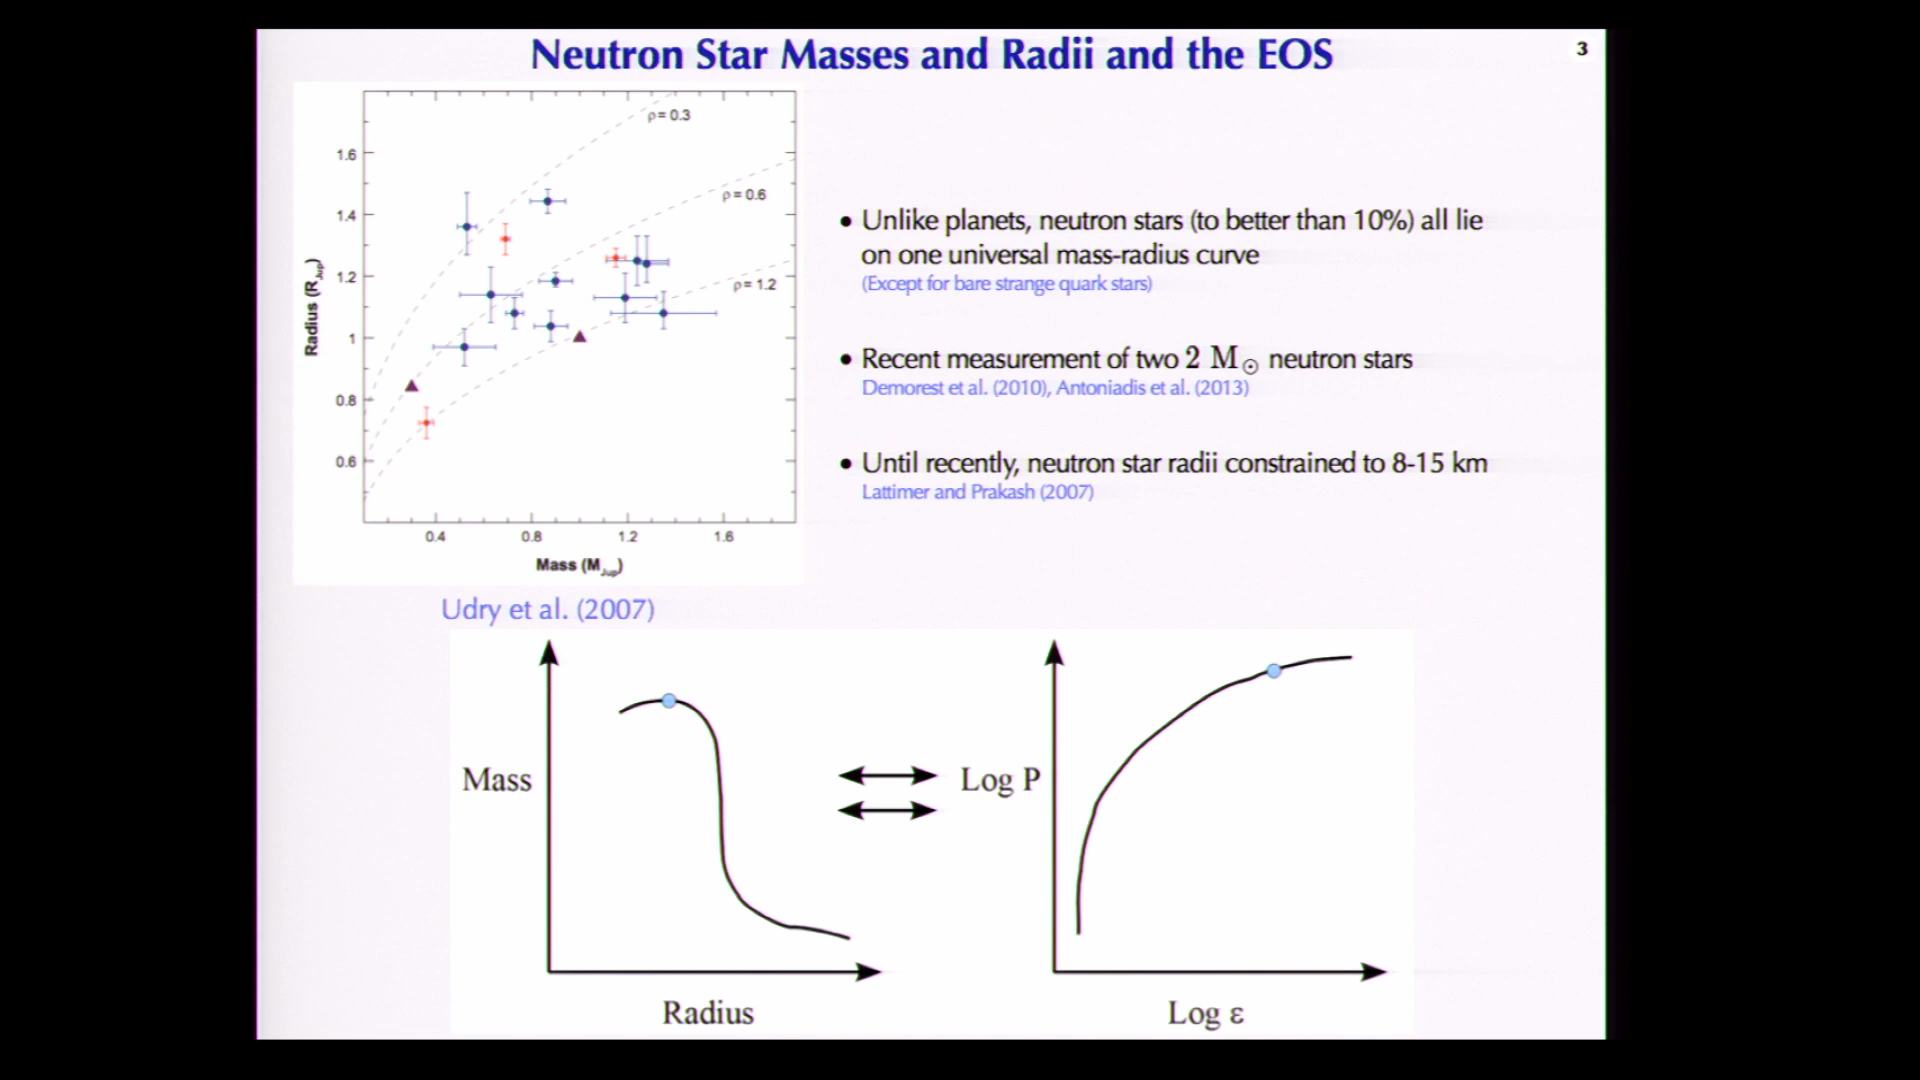 Neutron Star Masses and Radii and the EOS
3
ρ= 0.3
ρ= 0.6
ρ= 1.2
1.6
1.4
1.2
1
0.8
0.6
Radius (R_Jup)
0.4 0.8 1.2 1.6
Mass (M_Jup)
Udry et al. (2007)
• Unlike planets, neutron stars (to better than 10%) all lie
on one universal mass-radius curve
(Except for bare strange quark stars)
• Recent measurement of two 2 M⊙ neutron stars
Demorest et al. (2010), Antoniadis et al. (2013)
• Until recently, neutron star radii constrained to 8-15 km
Lattimer and Prakash (2007)
Mass
Radius
Log P
Log ε